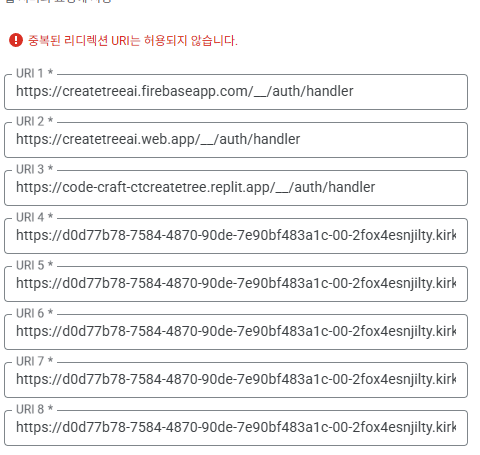 중복된 리디렉션 URI는 허용되지 않습니다.
URI 1 *
https://createtreeai.firebaseapp.com/__/auth/handler
URI 2 *
https://createtreeai.web.app/__/auth/handler
URI 3 *
https://code-craft-ctcreatetree.replit.app/__/auth/handler
URI 4 *
https://d0d77b78-7584-4870-90de-7e90bf483a1c-00-2fox4esnjilty.kirk
URI 5 *
https://d0d77b78-7584-4870-90de-7e90bf483a1c-00-2fox4esnjilty.kirk
URI 6 *
https://d0d77b78-7584-4870-90de-7e90bf483a1c-00-2fox4esnjilty.kirk
URI 7 *
https://d0d77b78-7584-4870-90de-7e90bf483a1c-00-2fox4esnjilty.kirk
URI 8 *
https://d0d77b78-7584-4870-90de-7e90bf483a1c-00-2fox4esnjilty.kirk